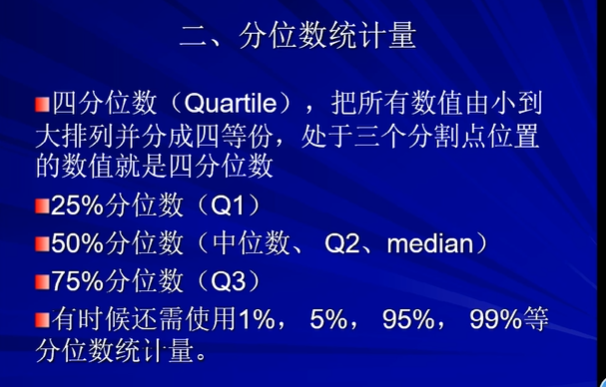 二、分位数统计量
四分位数（Quartile），把所有数值由小到
大排列并分成四等份，处于三个分割点位置
的数值就是四分位数
25%分位数（Q1）
50%分位数（中位数、 Q2、median）
75%分位数（Q3）
有时候还需使用1%， 5%， 95%， 99%等
分位数统计量。